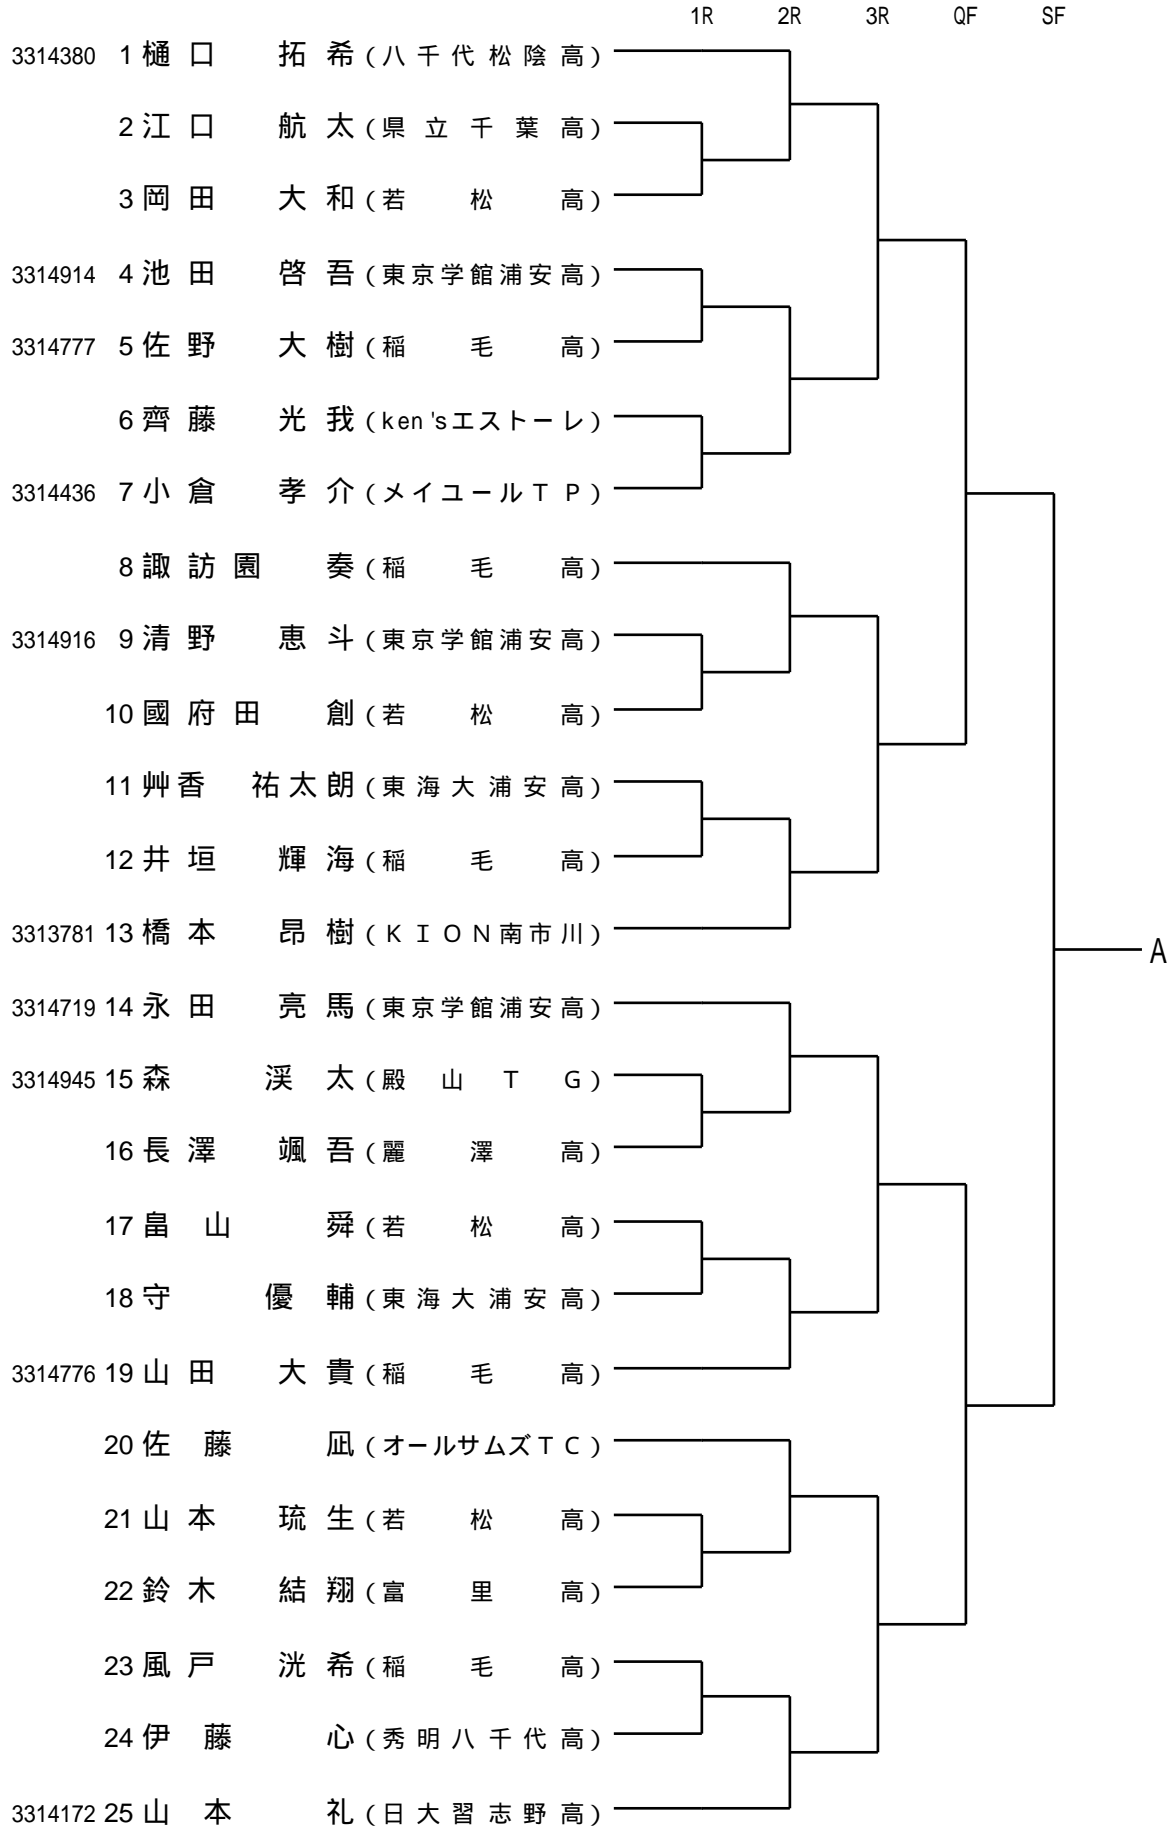 1R 2R 3R QF SF
3314380 1 樋口 拓希 (八千代松陰高)
2 江口 航太 (県立千葉高)
3 岡田 大和 (若松高)
3314914 4 池田 啓吾 (東京学館浦安高)
3314777 5 佐野 大樹 (稲毛高)
6 齊藤 光我 (ken'sエストーレ)
3314436 7 小倉 孝介 (メイユールTP)
8 諏訪園 奏 (稲毛高)
3314916 9 清野 恵斗 (東京学館浦安高)
10 國府田 創 (若松高)
11 艸香 祐太朗 (東海大浦安高)
12 井垣 輝海 (稲毛高)
3313781 13 橋本 昂樹 (KION南市川)
A
3314719 14 永田 亮馬 (東京学館浦安高)
3314945 15 森 渓太 (殿山TG)
16 長澤 颯吾 (麗澤高)
17 畠山 舜 (若松高)
18 守 優輔 (東海大浦安高)
3314776 19 山田 大貴 (稲毛高)
20 佐藤 凪 (オールサムズTC)
21 山本 琉生 (若松高)
22 鈴木 結翔 (富里高)
23 風戸 洸希 (稲毛高)
24 伊藤 心 (秀明八千代高)
3314172 25 山本 礼 (日大習志野高)